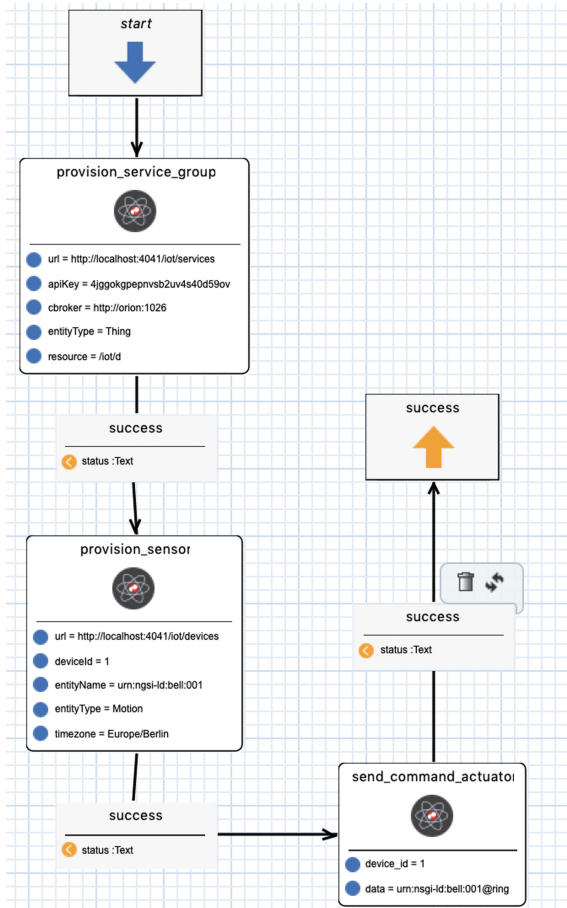 start
provision_service_group
url = http://localhost:4041/iot/services
apiKey = 4jggokgpepnvsb2uv4s40d59ov
cbroker = http://orion:1026
entityType = Thing
resource = /iot/d
success
status :Text
provision_sensor
url = http://localhost:4041/iot/devices
deviceId = 1
entityName = urn:ngsi-ld:bell:001
entityType = Motion
timezone = Europe/Berlin
success
status :Text
success
success
status :Text
send_command_actuator
device_id = 1
data = urn:nsgi-ld:bell:001@ring